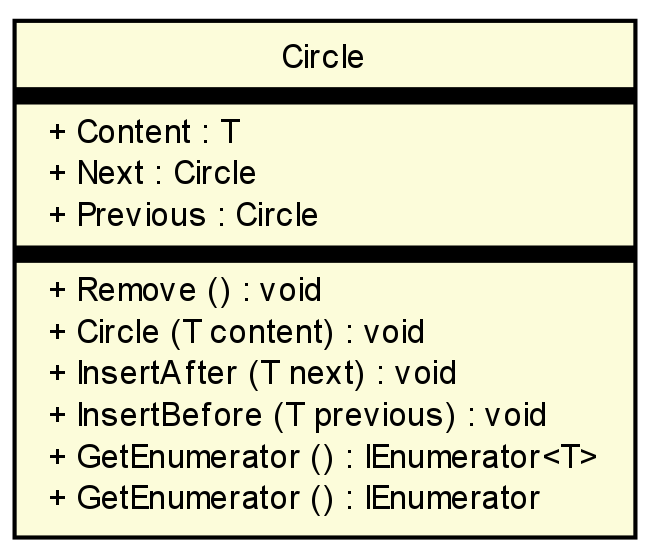 Circle
+ Content : T
+ Next : Circle
+ Previous : Circle
+ Remove () : void
+ Circle (T content) : void
+ InsertAfter (T next) : void
+ InsertBefore (T previous) : void
+ GetEnumerator () : IEnumerator<T>
+ GetEnumerator () : IEnumerator